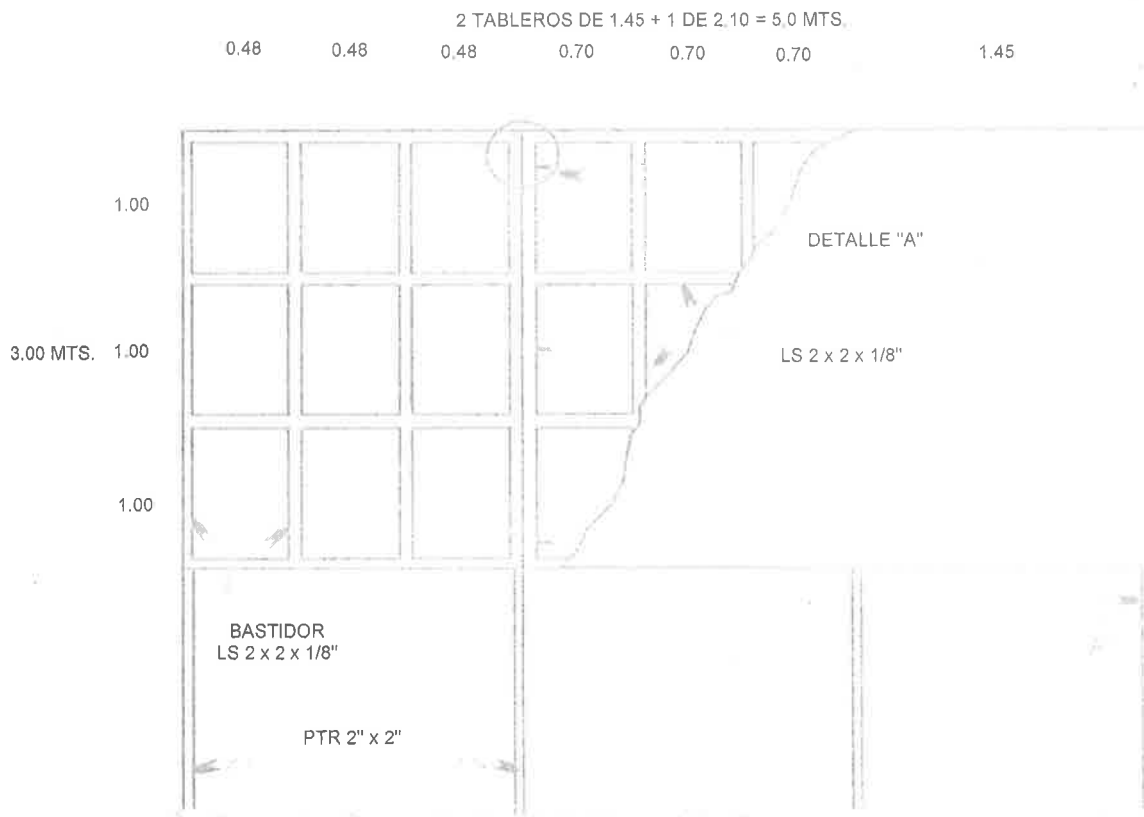 2 TABLEROS DE 1.45 + 1 DE 2.10 = 5.0 MTS.
0.48 0.48 0.48 0.70 0.70 0.70 1.45
1.00
DETALLE "A"
3.00 MTS. 1.00
LS 2 x 2 x 1/8"
1.00
BASTIDOR
LS 2 x 2 x 1/8"
PTR 2" x 2"